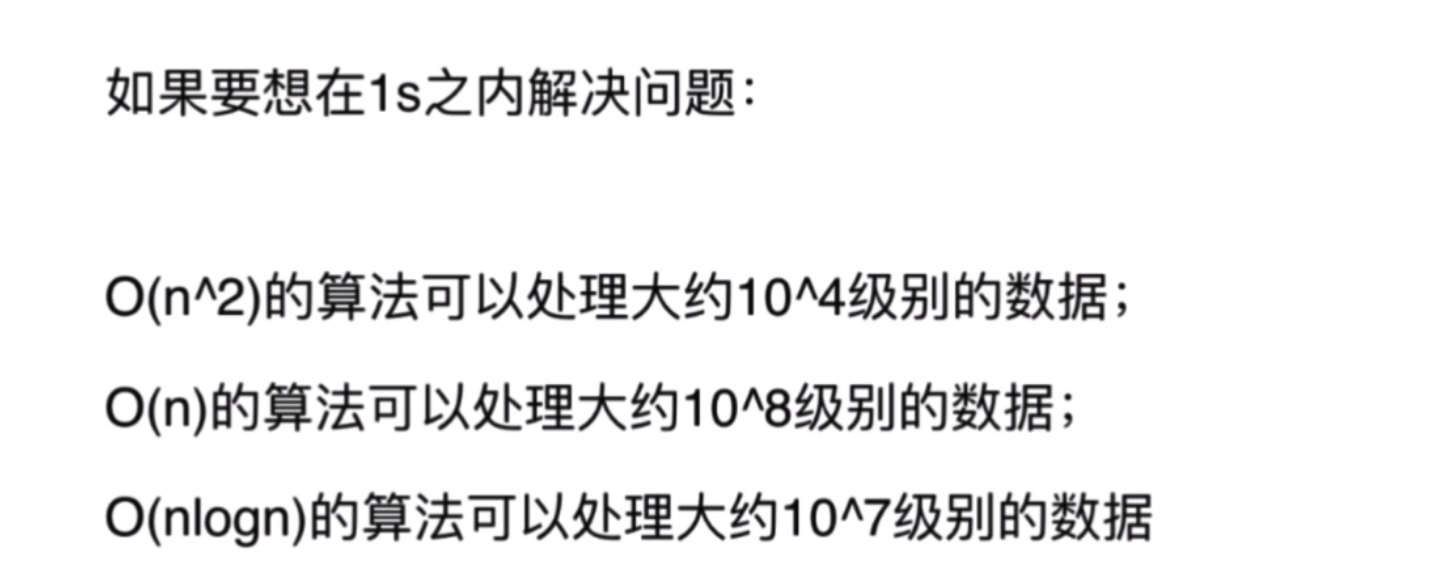 如果要想在1s之内解决问题：
O(n^2)的算法可以处理大约10^4级别的数据；
O(n)的算法可以处理大约10^8级别的数据；
O(nlogn)的算法可以处理大约10^7级别的数据